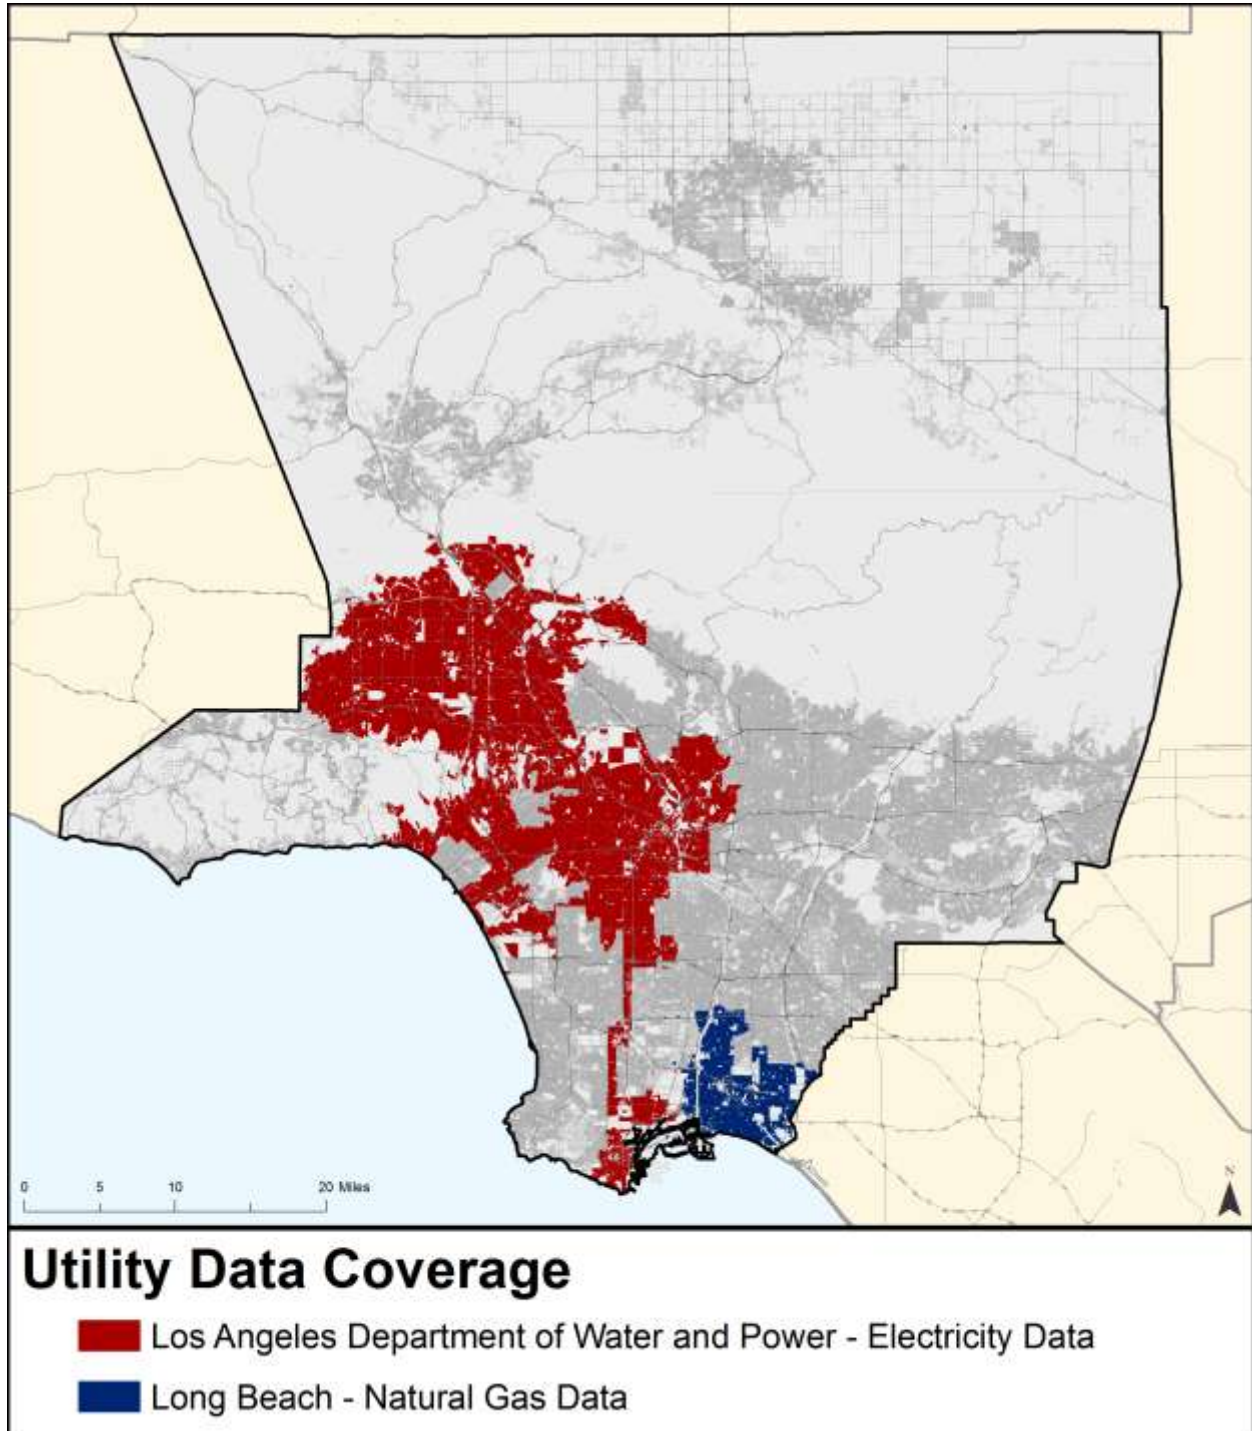 N
0 5 10 20 Miles
Utility Data Coverage
Los Angeles Department of Water and Power - Electricity Data
Long Beach - Natural Gas Data